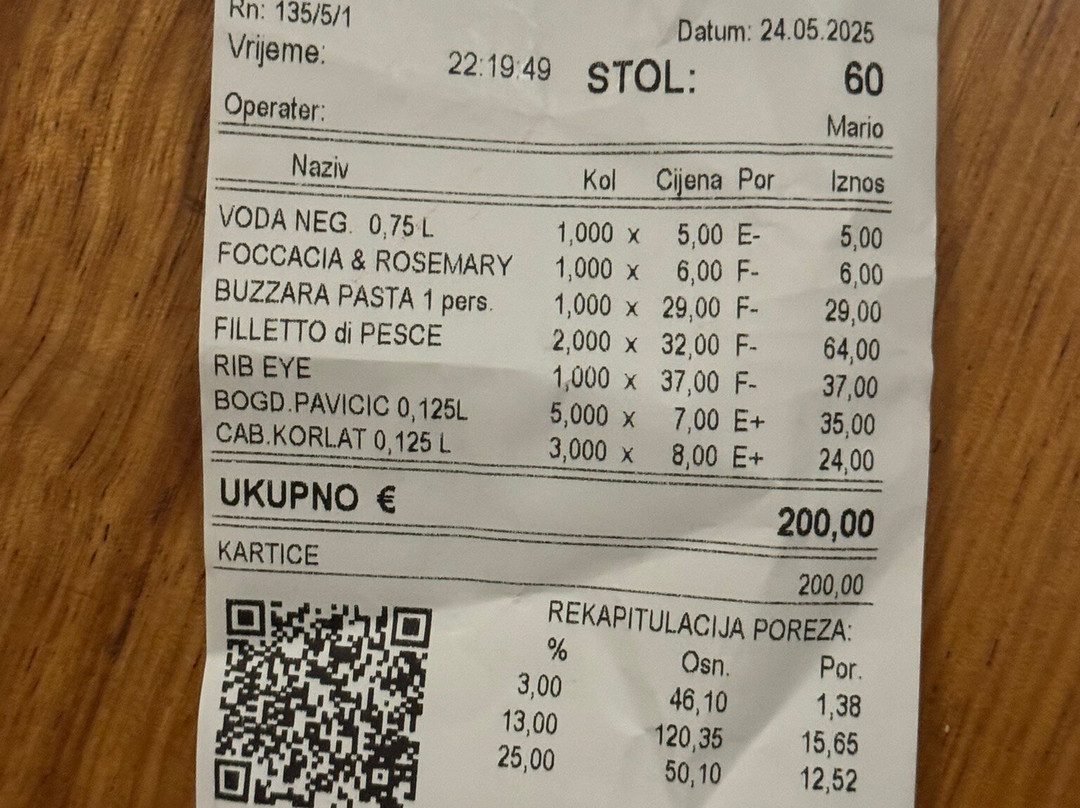 Rn: 135/5/1 Datum: 24.05.2025
Vrijeme: 22:19:49 STOL: 60
Operater: Mario
Naziv Kol Cijena Por Iznos
VODA NEG. 0,75 L 1,000 x 5,00 E- 5,00
FOCCACIA & ROSEMARY 1,000 x 6,00 F- 6,00
BUZZARA PASTA 1 pers. 1,000 x 29,00 F- 29,00
FILLETTO di PESCE 2,000 x 32,00 F- 64,00
RIB EYE 1,000 x 37,00 F- 37,00
BOGD.PAVICIC 0,125L 5,000 x 7,00 E+ 35,00
CAB.KORLAT 0,125 L 3,000 x 8,00 E+ 24,00
UKUPNO € 200,00
KARTICE 200,00
REKAPITULACIJA POREZA:
% Osn. Por.
3,00 46,10 1,38
13,00 120,35 15,65
25,00 50,10 12,52